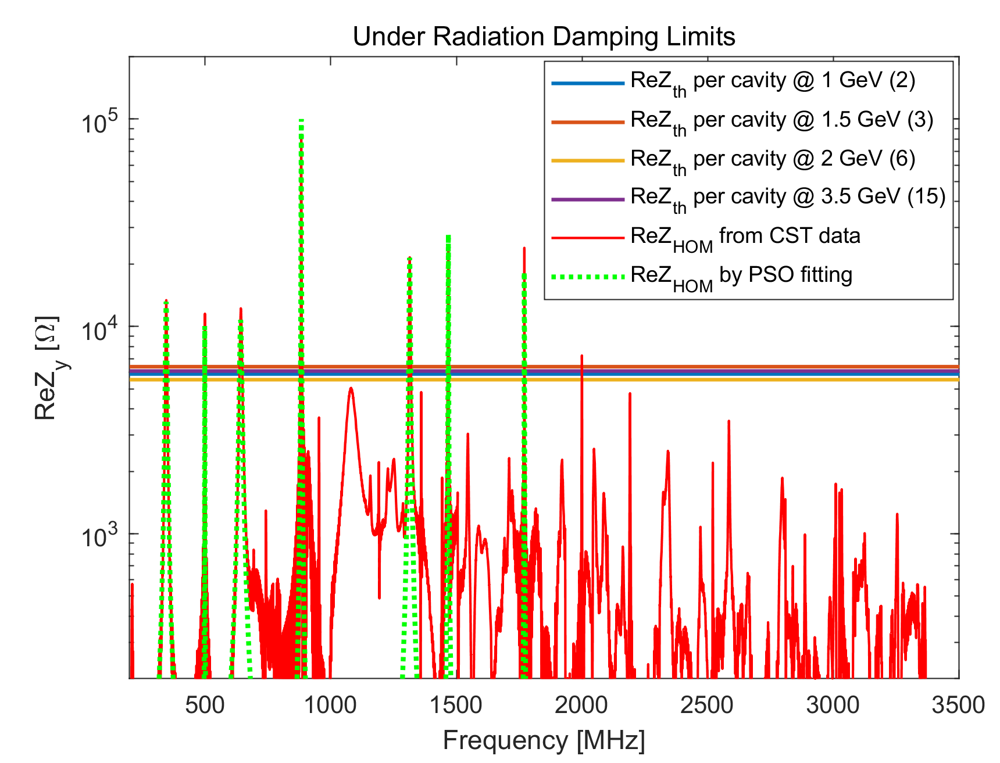 Under Radiation Damping Limits
ReZth per cavity @ 1 GeV (2)
ReZth per cavity @ 1.5 GeV (3)
ReZth per cavity @ 2 GeV (6)
ReZth per cavity @ 3.5 GeV (15)
ReZHOM from CST data
ReZHOM by PSO fitting
10^5
10^4
10^3
ReZy [Ω]
500 1000 1500 2000 2500 3000 3500
Frequency [MHz]